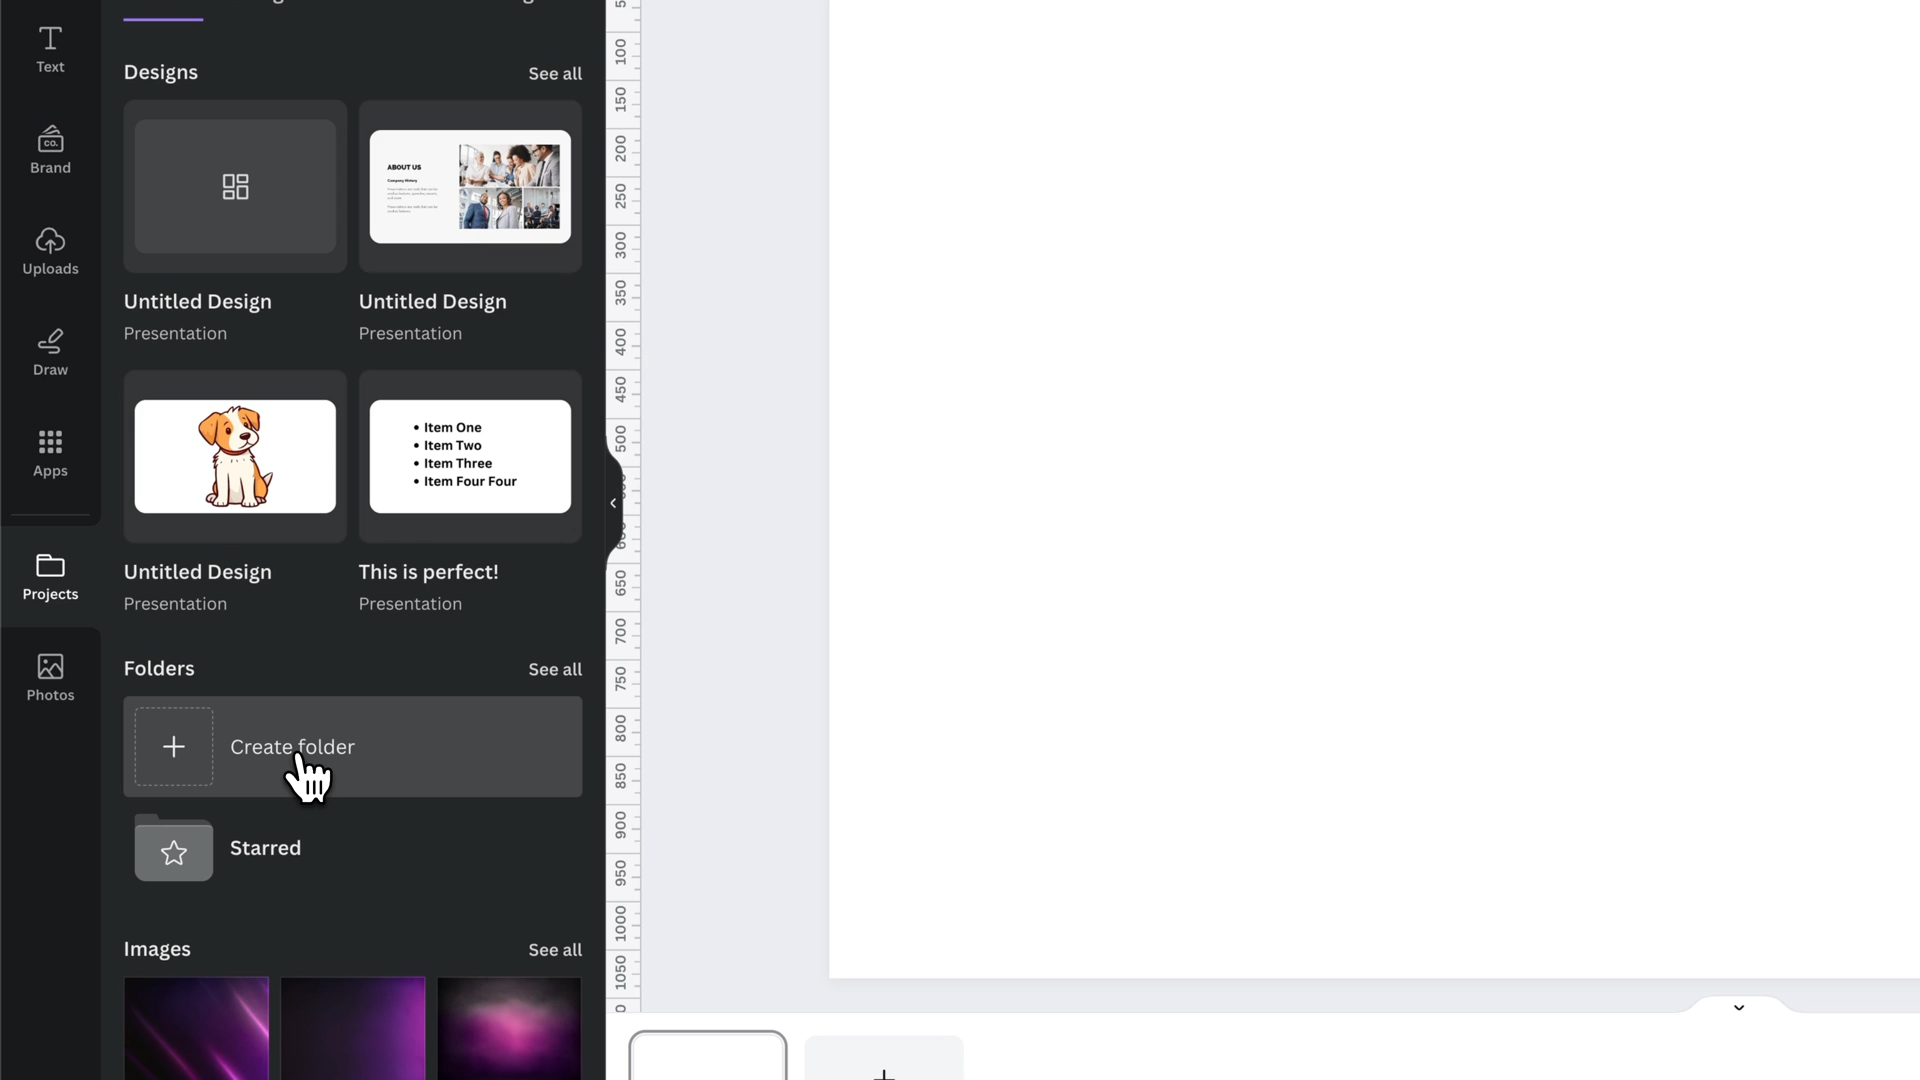 Text
Brand
co.
Uploads
Draw
Apps
Projects
Photos
Designs
See all
ABOUT US
Company History
Untitled Design
Presentation
Untitled Design
Presentation
Untitled Design
Presentation
• Item One
• Item Two
• Item Three
• Item Four Four
This is perfect!
Presentation
Folders
See all
Create folder
Starred
Images
See all
100
150
200
250
300
350
400
450
500
650
700
750
800
850
900
950
1000
1050